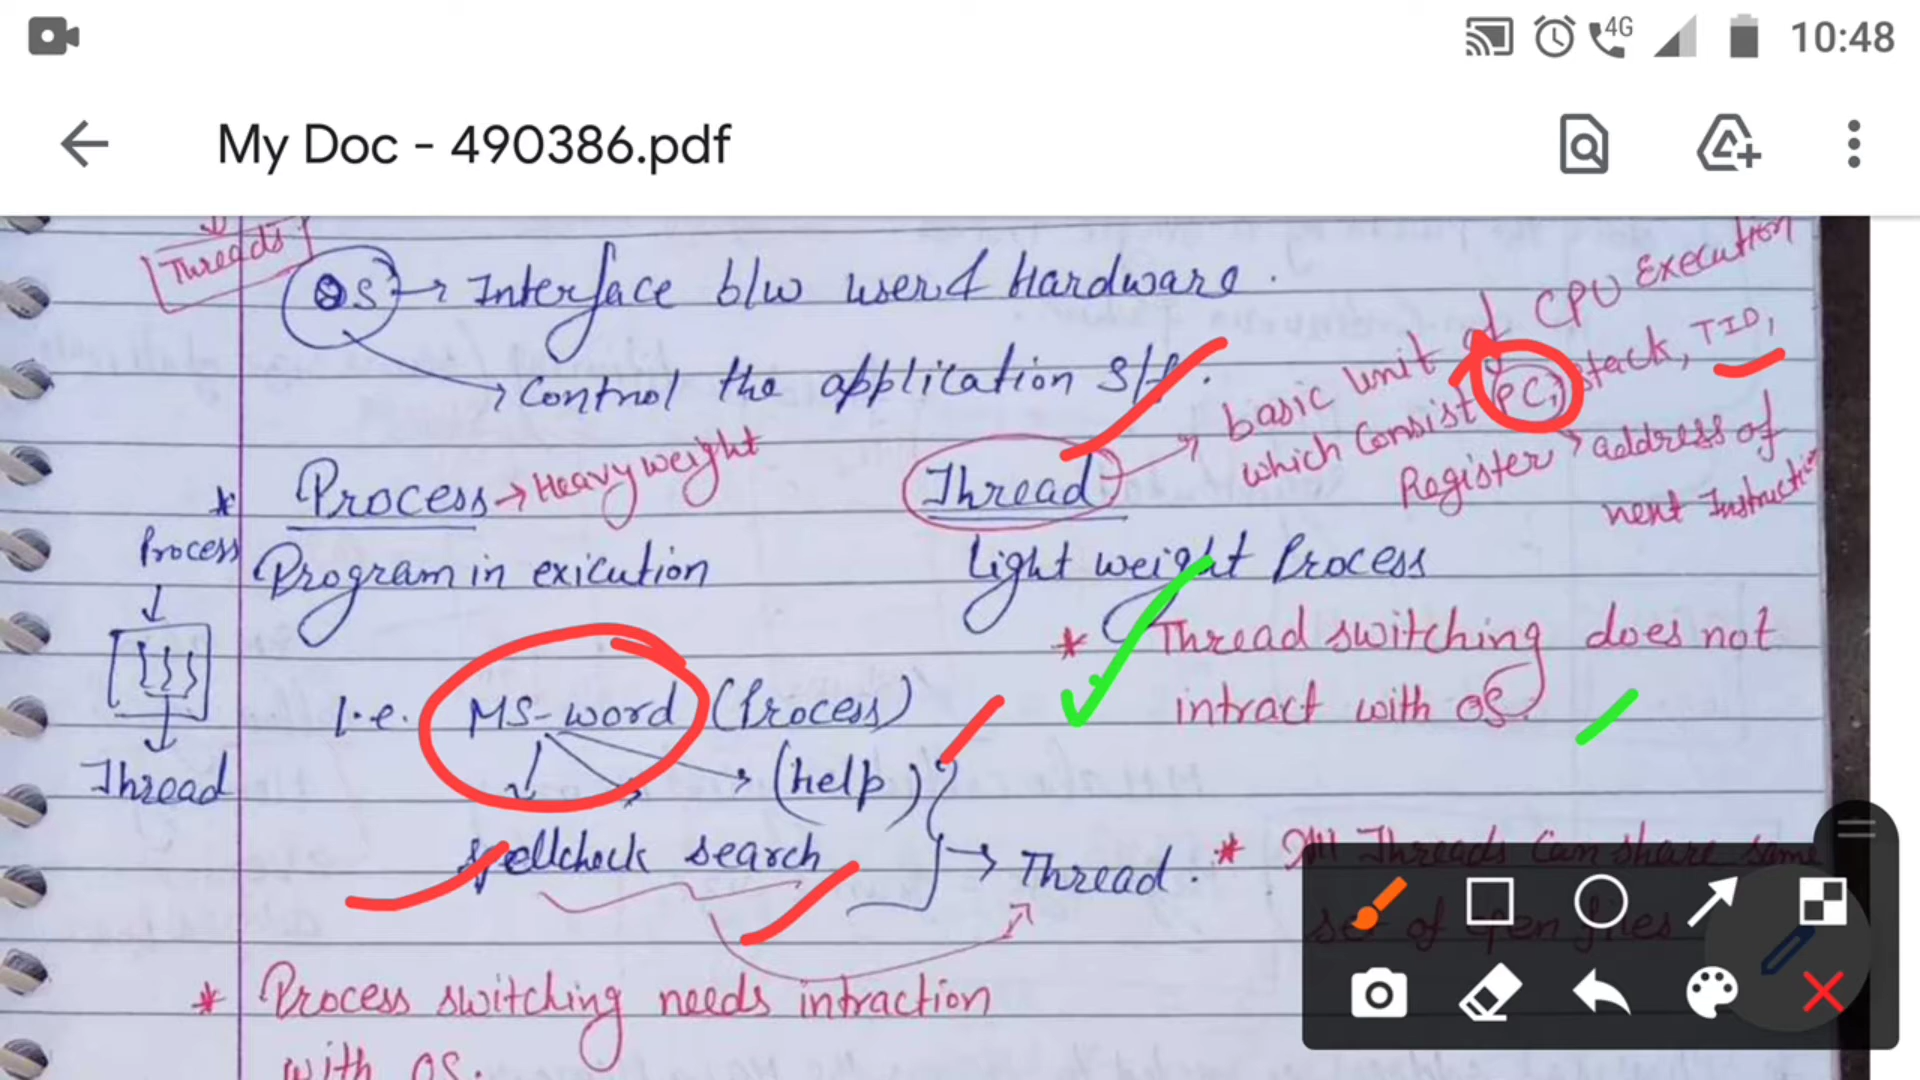 4G
10:48
My Doc - 490386.pdf
Threads
OS → Interface b/w user & Hardware.
→ Control the application S/f.
basic unit of CPU Execution
which consist PC, stack, TID,
Register → address of
next Instruction
* Process → Heavy weight
Thread
Process
Program in exicution
Light weight Process
* Thread switching does not
intract with OS.
I.e. MS-word (Process)
(help)
Thread
spellcheck search
→ Thread.
* All Threads Can share same
set of open files
* Process switching needs intraction
with OS.